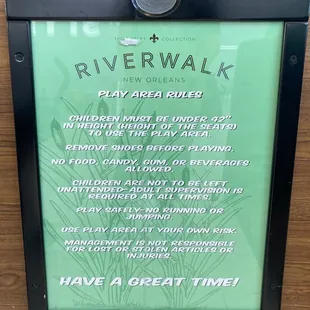 COLLECTION
RIVERWALK
NEW ORLEANS
PLAY AREA RULES
CHILDREN MUST BE UNDER 42"
IN HEIGHT (HEIGHT OF THE SEATS)
TO USE THE PLAY AREA.
REMOVE SHOES BEFORE PLAYING.
NO FOOD, CANDY, GUM, OR BEVERAGES
ALLOWED.
CHILDREN ARE NOT TO BE LEFT
UNATTENDED- ADULT SUPERVISION IS
REQUIRED AT ALL TIMES.
PLAY SAFELY-NO RUNNING OR
JUMPING.
USE PLAY AREA AT YOUR OWN RISK.
MANAGEMENT IS NOT RESPONSIBLE
FOR LOST OR STOLEN ARTICLES OR
INJURIES.
HAVE A GREAT TIME!